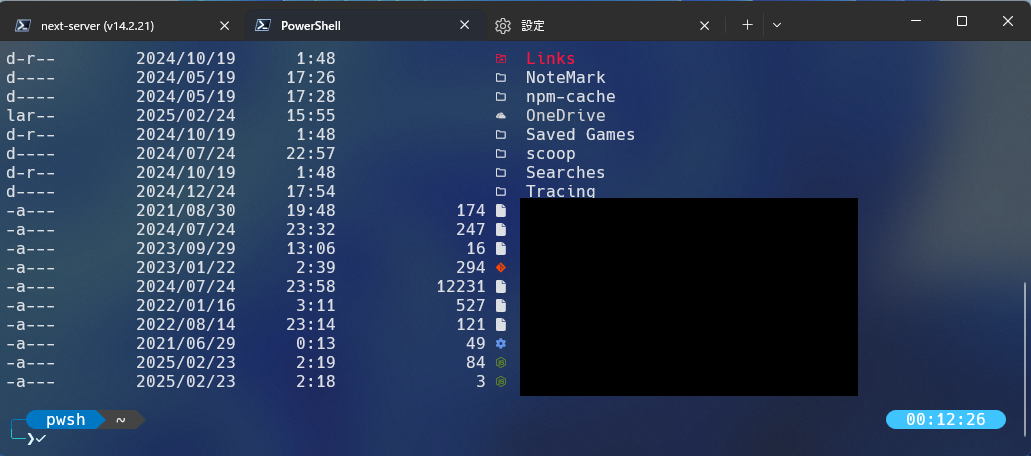 next-server (v14.2.21) PowerShell 設定
d-r-- 2024/10/19 1:48 Links
d---- 2024/05/19 17:26 NoteMark
d---- 2024/05/19 17:28 npm-cache
lar-- 2025/02/24 15:55 OneDrive
d-r-- 2024/10/19 1:48 Saved Games
d---- 2024/07/24 22:57 scoop
d-r-- 2024/10/19 1:48 Searches
d---- 2024/12/24 17:54 Tracing
-a--- 2021/08/30 19:48 174
-a--- 2024/07/24 23:32 247
-a--- 2023/09/29 13:06 16
-a--- 2023/01/22 2:39 294
-a--- 2024/07/24 23:58 12231
-a--- 2022/01/16 3:11 527
-a--- 2022/08/14 23:14 121
-a--- 2021/06/29 0:13 49
-a--- 2025/02/23 2:19 84
-a--- 2025/02/23 2:18 3
pwsh ~ 00:12:26